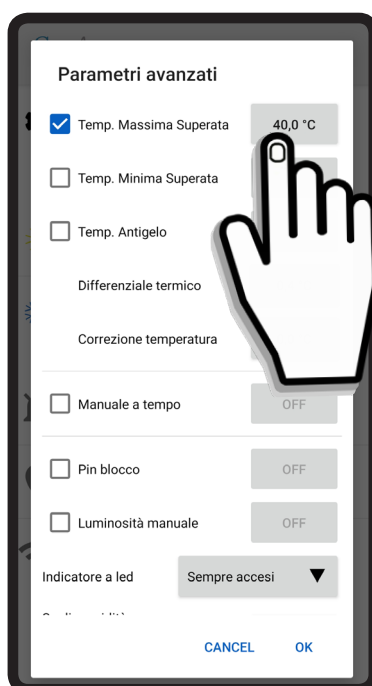 Parametri avanzati
Temp. Massima Superata 40,0 °C
Temp. Minima Superata
Temp. Antigelo
Differenziale termico
Correzione temperatura
Manuale a tempo OFF
Pin blocco OFF
Luminosità manuale OFF
Indicatore a led Sempre accesi
CANCEL OK